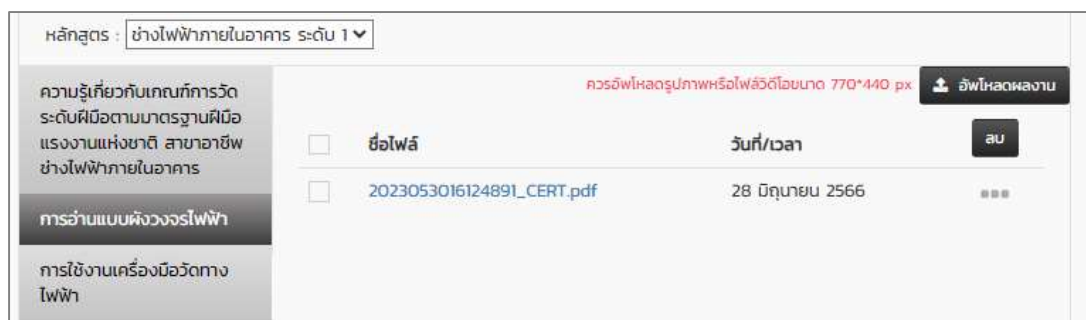 หลักสูตร : ช่างไฟฟ้าภายในอาคาร ระดับ 1
ควรอัพโหลดรูปภาพหรือไฟล์วิดีโอขนาด 770*440 px อัพโหลดผลงาน
ความรู้เกี่ยวกับเกณฑ์การวัด
ระดับฝีมือตามมาตรฐานฝีมือ
แรงงานแห่งชาติ สาขาอาชีพ
ช่างไฟฟ้าภายในอาคาร
ชื่อไฟล์ วันที่/เวลา ลบ
2023053016124891_CERT.pdf 28 มิถุนายน 2566
การอ่านแบบผังวงจรไฟฟ้า
การใช้งานเครื่องมือวัดทาง
ไฟฟ้า